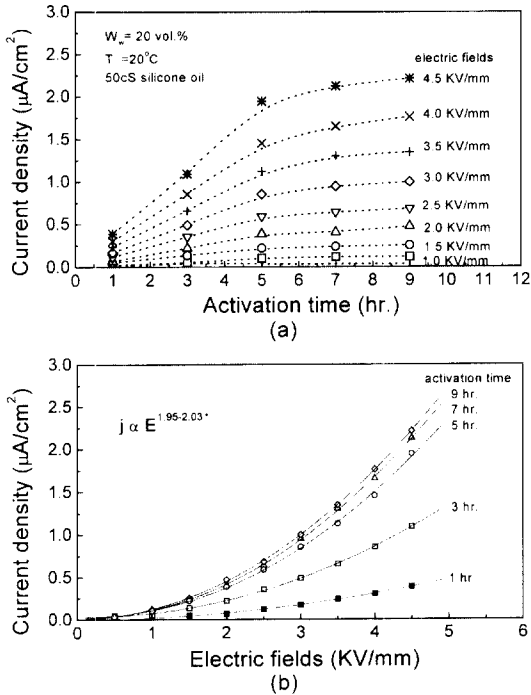 W_w= 20 vol.%
T =20°C
50cS silicone oil
electric fields
4.5 KV/mm
4.0 KV/mm
3.5 KV/mm
3.0 KV/mm
2.5 KV/mm
2.0 KV/mm
1.5 KV/mm
1.0 KV/mm
Current density (μA/cm²)
3.0
2.5
2.0
1.5
1.0
0.5
0.0
0 1 2 3 4 5 6 7 8 9 10 11 12
Activation time (hr.)
(a)
activation time
9 hr.
7 hr.
5 hr.
3 hr.
1 hr
j α E^1.95-2.03*
Current density (μA/cm²)
3.0
2.5
2.0
1.5
1.0
0.5
0.0
0 1 2 3 4 5 6
Electric fields (KV/mm)
(b)